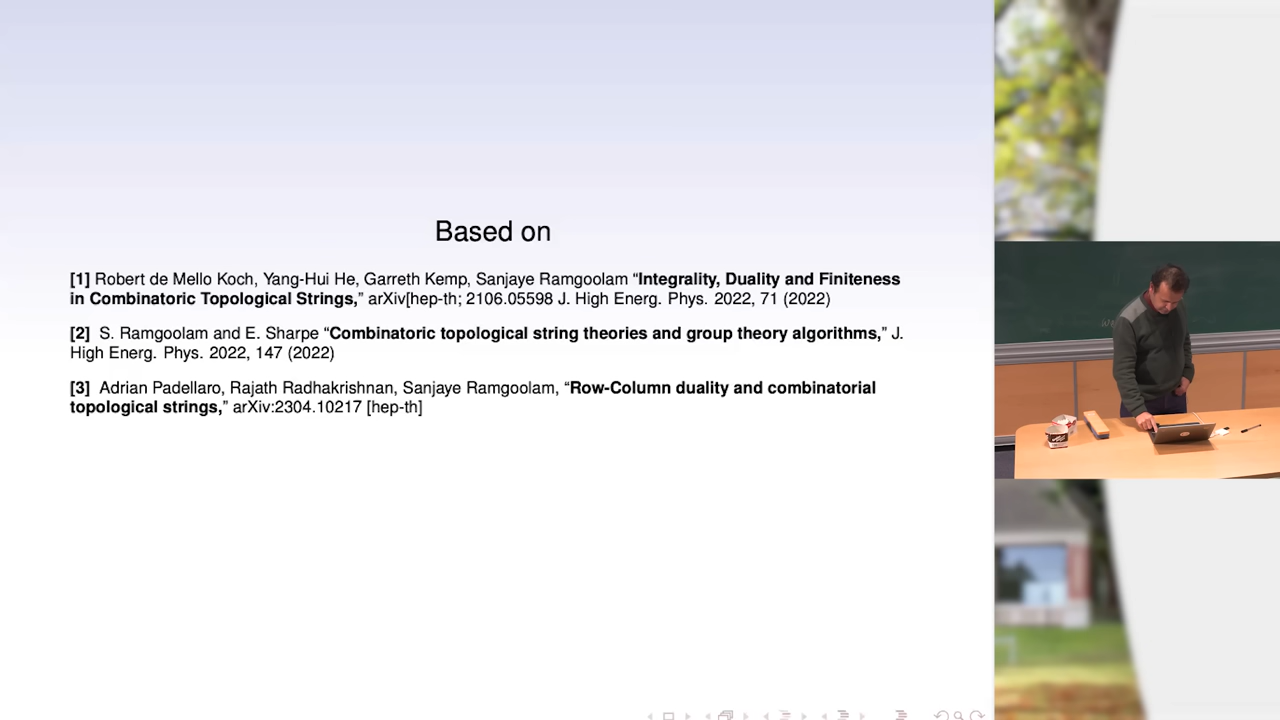 Based on
[1] Robert de Mello Koch, Yang-Hui He, Garreth Kemp, Sanjaye Ramgoolam “Integrality, Duality and Finiteness
in Combinatoric Topological Strings,” arXiv[hep-th; 2106.05598 J. High Energ. Phys. 2022, 71 (2022)
[2] S. Ramgoolam and E. Sharpe “Combinatoric topological string theories and group theory algorithms,” J.
High Energ. Phys. 2022, 147 (2022)
[3] Adrian Padellaro, Rajath Radhakrishnan, Sanjaye Ramgoolam, “Row-Column duality and combinatorial
topological strings,” arXiv:2304.10217 [hep-th]